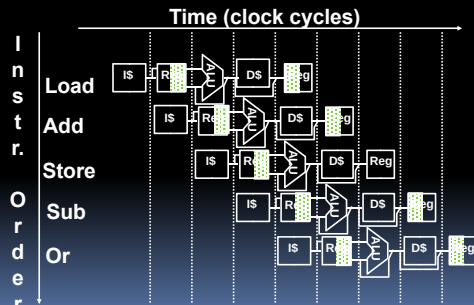 Time (clock cycles)
I
n
s
t
r.
O
r
d
e
r
Load
I$ Reg ALU D$ Reg
Add
I$ Reg ALU D$ Reg
Store
I$ Reg ALU D$ Reg
Sub
I$ Reg ALU D$ Reg
Or
I$ Reg ALU D$ Reg